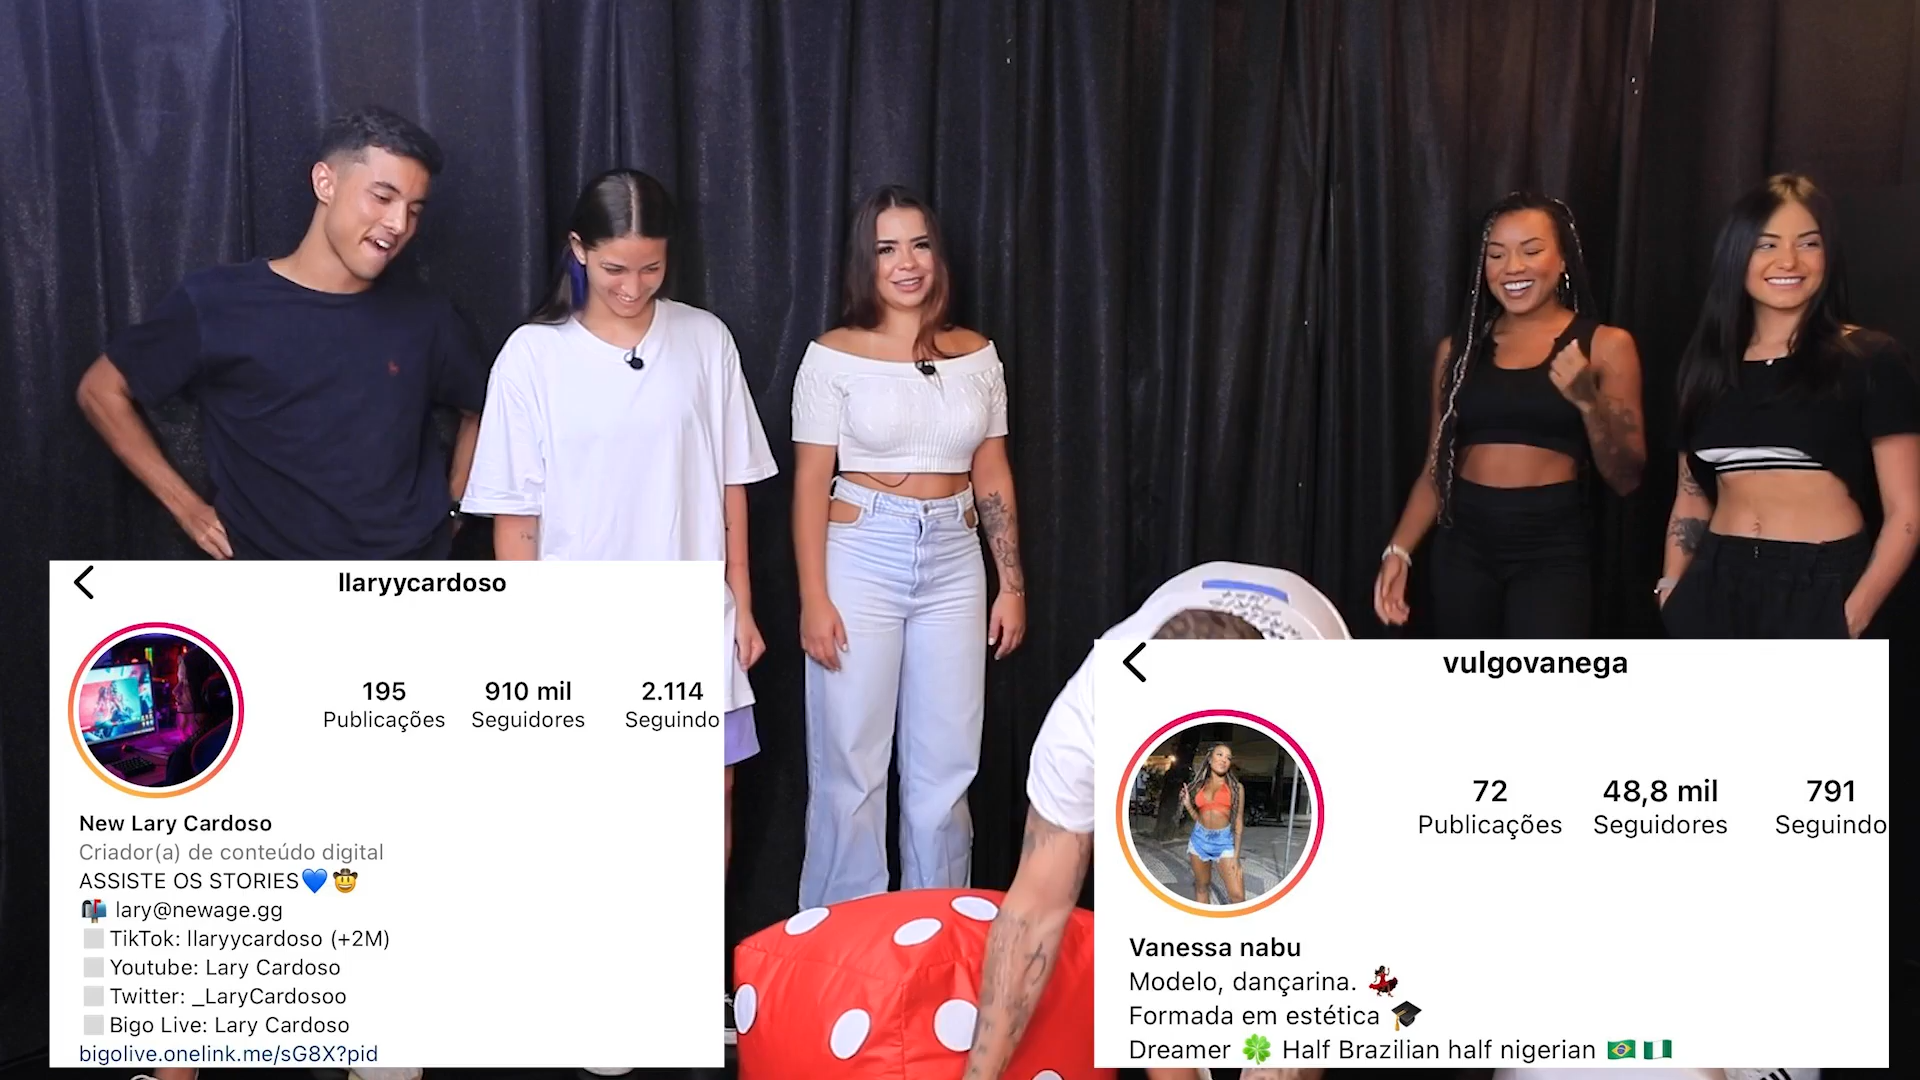 llaryycardoso
195
910 mil
2.114
Publicações
Seguidores
Seguindo
New Lary Cardoso
Criador(a) de conteúdo digital
ASSISTE OS STORIES💙🤠
📬 lary@newage.gg
TikTok: llaryycardoso (+2M)
Youtube: Lary Cardoso
Twitter: _LaryCardosoo
Bigo Live: Lary Cardoso
bigolive.onelink.me/sG8X?pid
vulgovanega
72
48,8 mil
791
Publicações
Seguidores
Seguindo
Vanessa nabu
Modelo, dançarina. 💃🏿
Formada em estética 🎓
Dreamer 🍀 Half Brazilian half nigerian 🇧🇷 🇳🇬